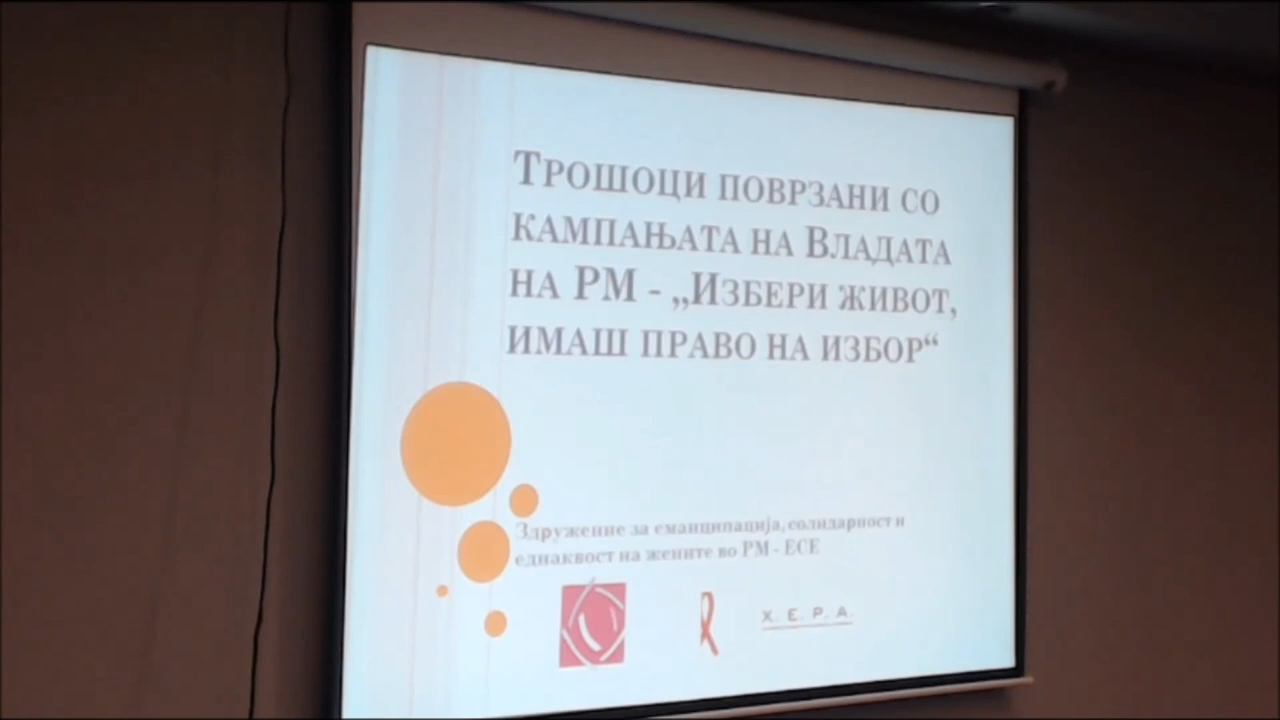 Трошоци поврзани со
кампањата на Владата
на РМ - „Избери живот,
имаш право на избор“
Здружение за еманципација, солидарност и
еднаквост на жените во РМ - ЕСЕ
Х. Е. Р. А.